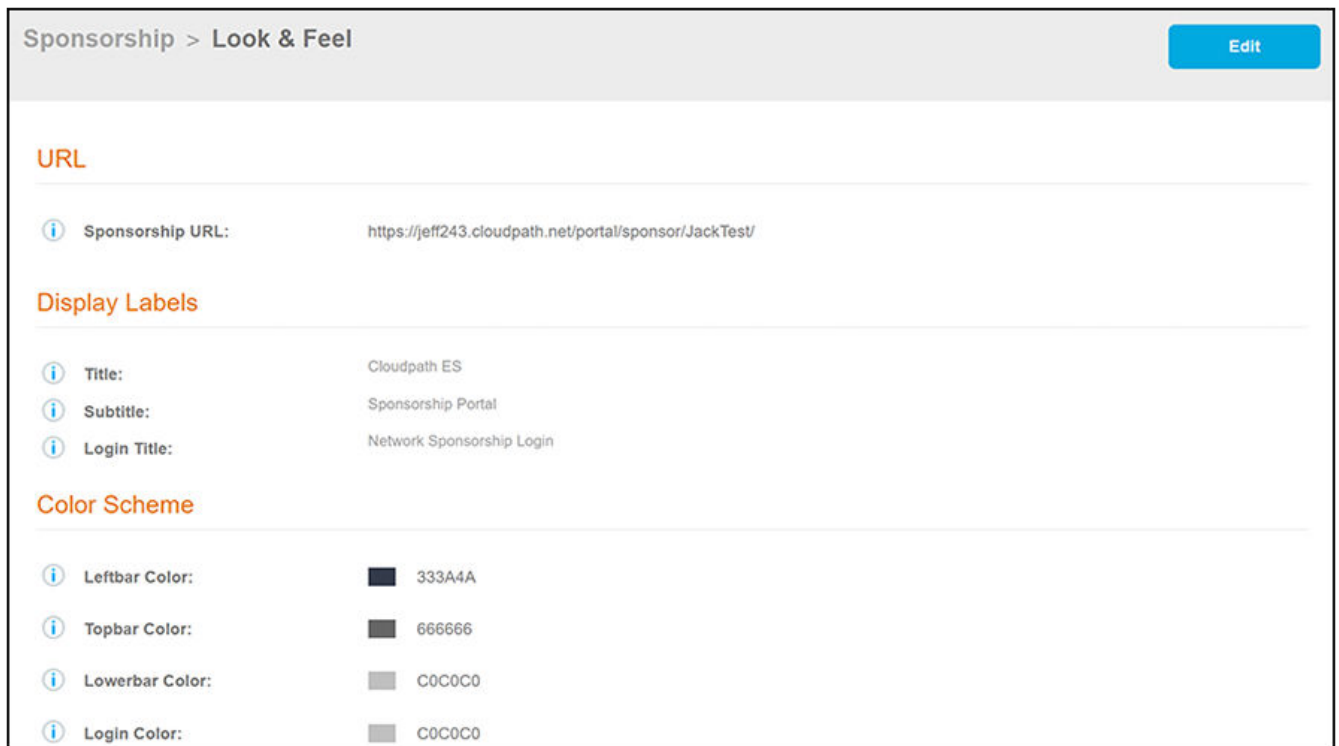 Sponsorship > Look & Feel
Edit
URL
Sponsorship URL: https://jeff243.cloudpath.net/portal/sponsor/JackTest/
Display Labels
Title: Cloudpath ES
Subtitle: Sponsorship Portal
Login Title: Network Sponsorship Login
Color Scheme
Leftbar Color: 333A4A
Topbar Color: 666666
Lowerbar Color: C0C0C0
Login Color: C0C0C0